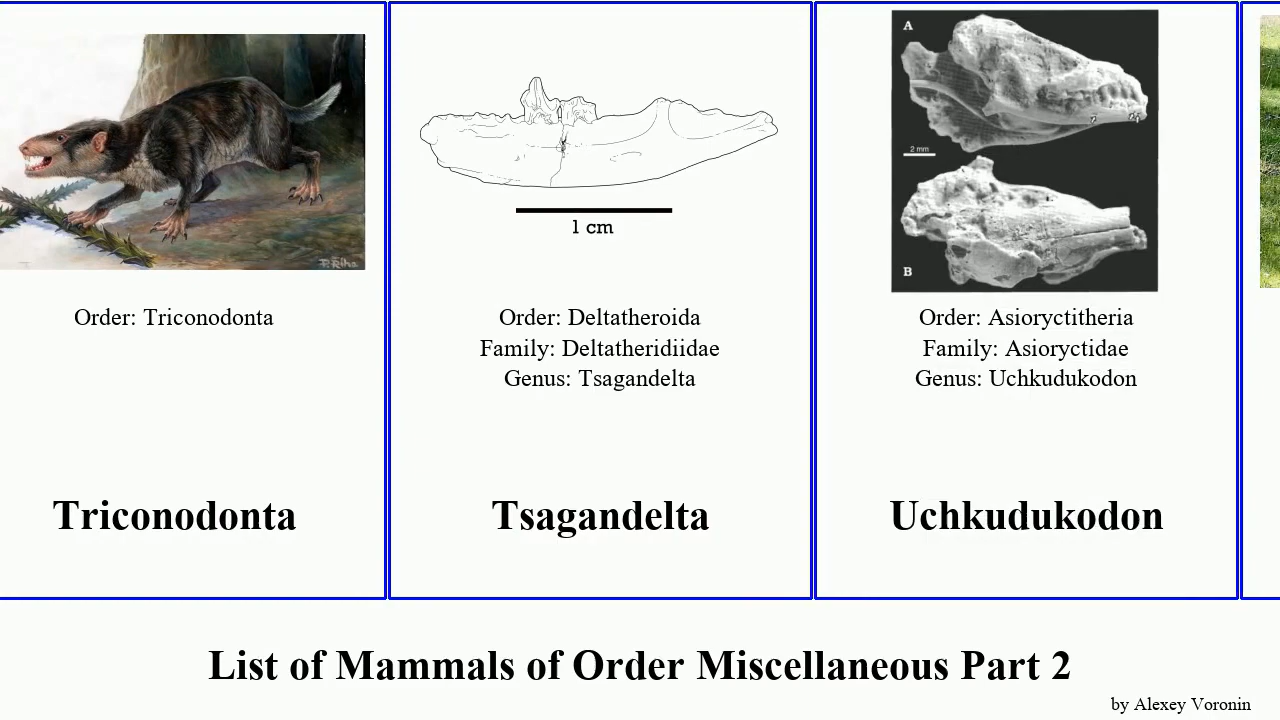 P. Říha
Order: Triconodonta
Triconodonta
1 cm
Order: Deltatheroida
Family: Deltatheridiidae
Genus: Tsagandelta
Tsagandelta
A
2 mm
B
Order: Asioryctitheria
Family: Asioryctidae
Genus: Uchkudukodon
Uchkudukodon
List of Mammals of Order Miscellaneous Part 2
by Alexey Voronin